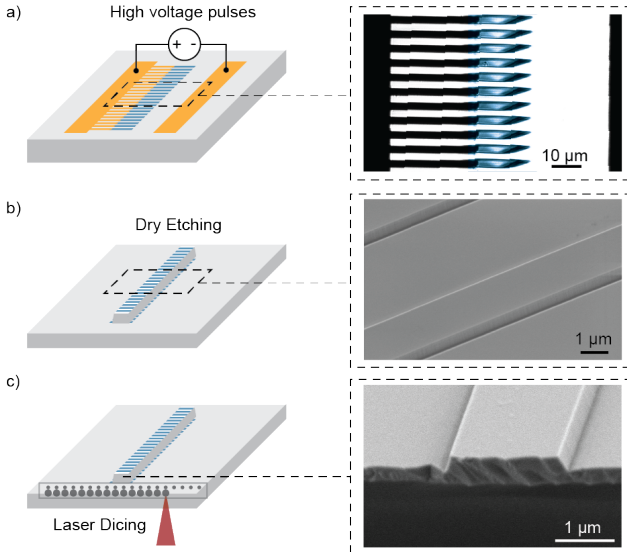 a)
High voltage pulses
+ -
10 µm
b)
Dry Etching
1 µm
c)
Laser Dicing
1 µm